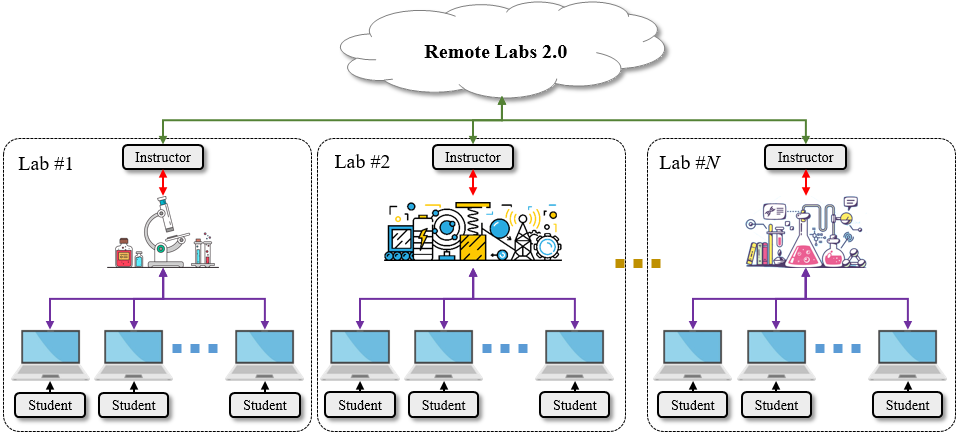 Remote Labs 2.0
Lab #1
Instructor
Lab #2
Instructor
Lab #N
Instructor
Student
Student
Student
Student
Student
Student
Student
Student
Student